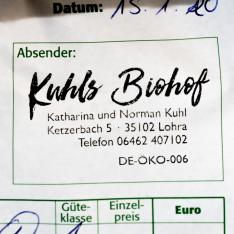 Datum: 15.1.20
Absender:
Kuhls Biohof
Katharina und Norman Kuhl
Ketzerbach 5 · 35102 Lohra
Telefon 06462 407102
DE-ÖKO-006
Güte-
klasse
Einzel-
preis
Euro